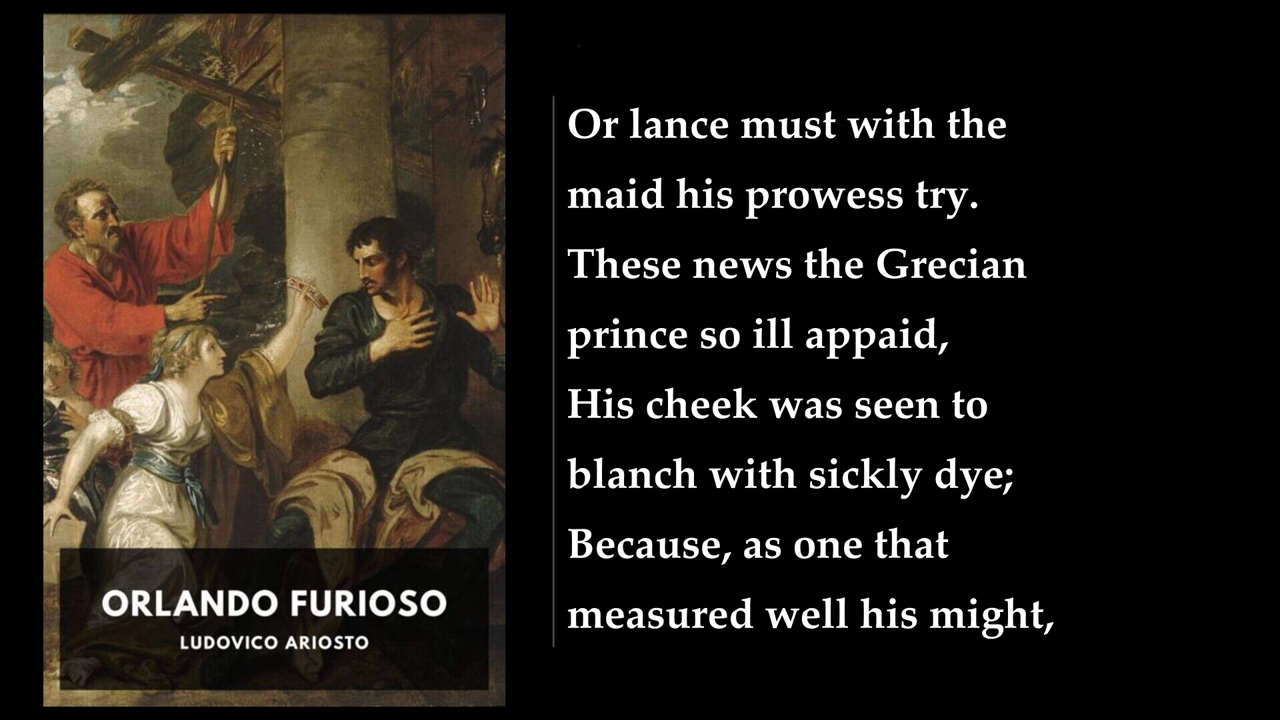 ORLANDO FURIOSO
LUDOVICO ARIOSTO
Or lance must with the
maid his prowess try.
These news the Grecian
prince so ill appaid,
His cheek was seen to
blanch with sickly dye;
Because, as one that
measured well his might,